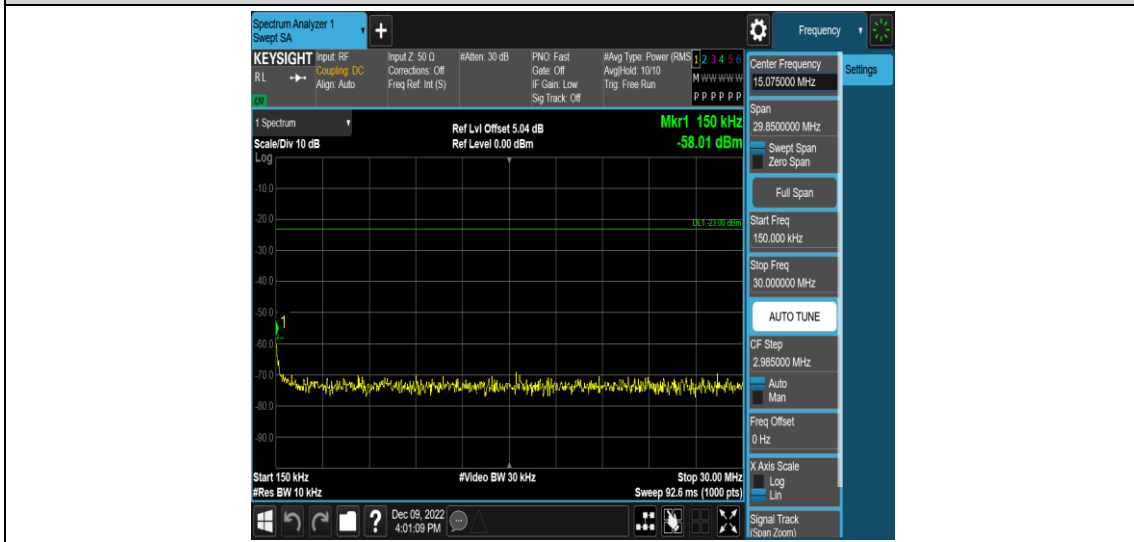 Spectrum Analyzer 1
Swept SA
+
Frequency
KEYSIGHT
RL
Input: RF
Coupling: DC
Align: Auto
Input Z: 50 Ω
Corrections: Off
Freq Ref: Int (S)
#Atten: 30 dB
PNO: Fast
Gate: Off
IF Gain: Low
Sig Track: Off
#Avg Type: Power (RMS
Avg|Hold: 10/10
Trig: Free Run
1 2 3 4 5 6
M W W W W W
P P P P P P
1 Spectrum
Scale/Div 10 dB
Log
Ref Lvl Offset 5.04 dB
Ref Level 0.00 dBm
Mkr1 150 kHz
-58.01 dBm
-10.0
-20.0
DL1 -23.00 dBm
-30.0
-40.0
-50.0
1
-60.0
-70.0
-80.0
-90.0
Start 150 kHz
#Res BW 10 kHz
#Video BW 30 kHz
Stop 30.00 MHz
Sweep 92.6 ms (1000 pts)
?
Dec 09, 2022
4:01:09 PM
Center Frequency
15.075000 MHz
Settings
Span
29.8500000 MHz
Swept Span
Zero Span
Full Span
Start Freq
150.000 kHz
Stop Freq
30.000000 MHz
AUTO TUNE
CF Step
2.985000 MHz
Auto
Man
Freq Offset
0 Hz
X Axis Scale
Log
Lin
Signal Track
(Span Zoom)